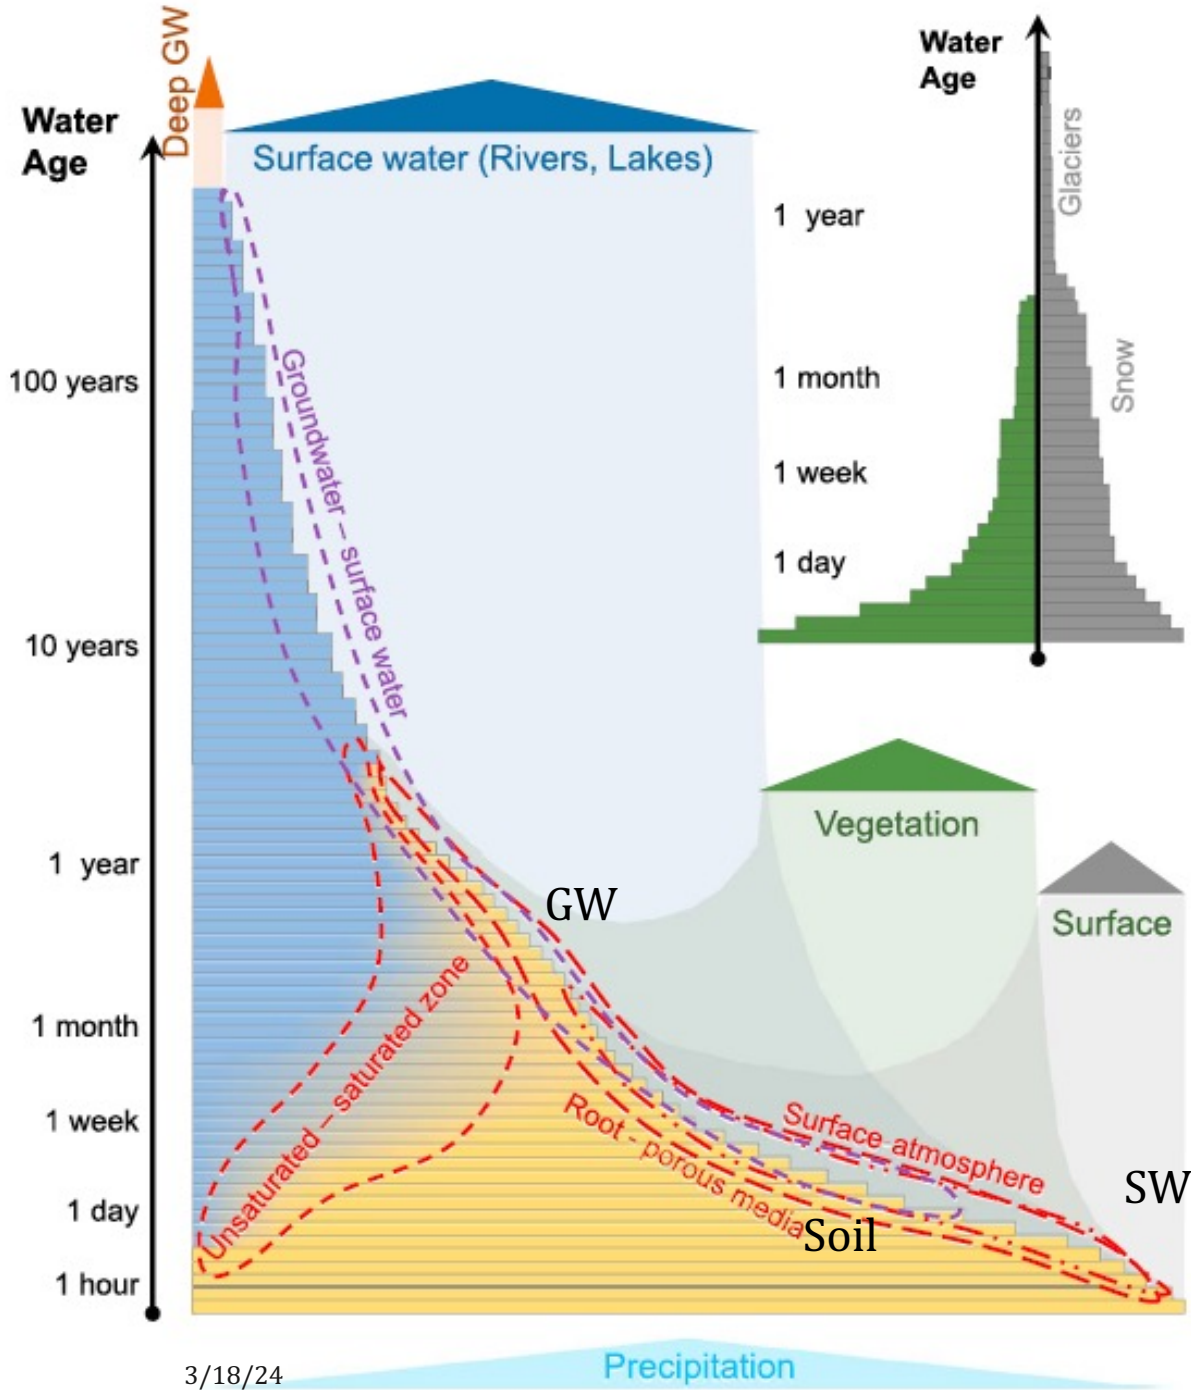 Deep GW
Water
Age
Surface water (Rivers, Lakes)
Water
Age
Glaciers
Snow
1 year
1 month
1 week
1 day
100 years
10 years
1 year
1 month
1 week
1 day
1 hour
Groundwater – surface water
Vegetation
Surface
GW
Unsaturated – saturated zone
Root - porous media
Surface-atmosphere
SW
Soil
Precipitation
3/18/24